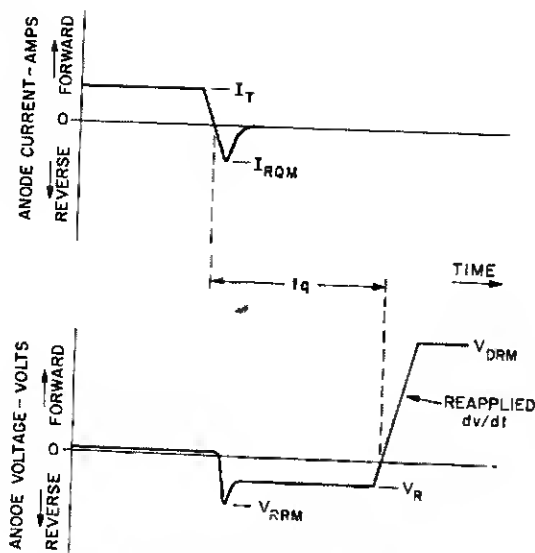 ANODE CURRENT-AMPS
FORWARD
REVERSE
0
I_T
I_RQM
TIME
tq
ANODE VOLTAGE-VOLTS
FORWARD
REVERSE
0
V_DRM
REAPPLIED
dv/dt
V_R
V_RRM